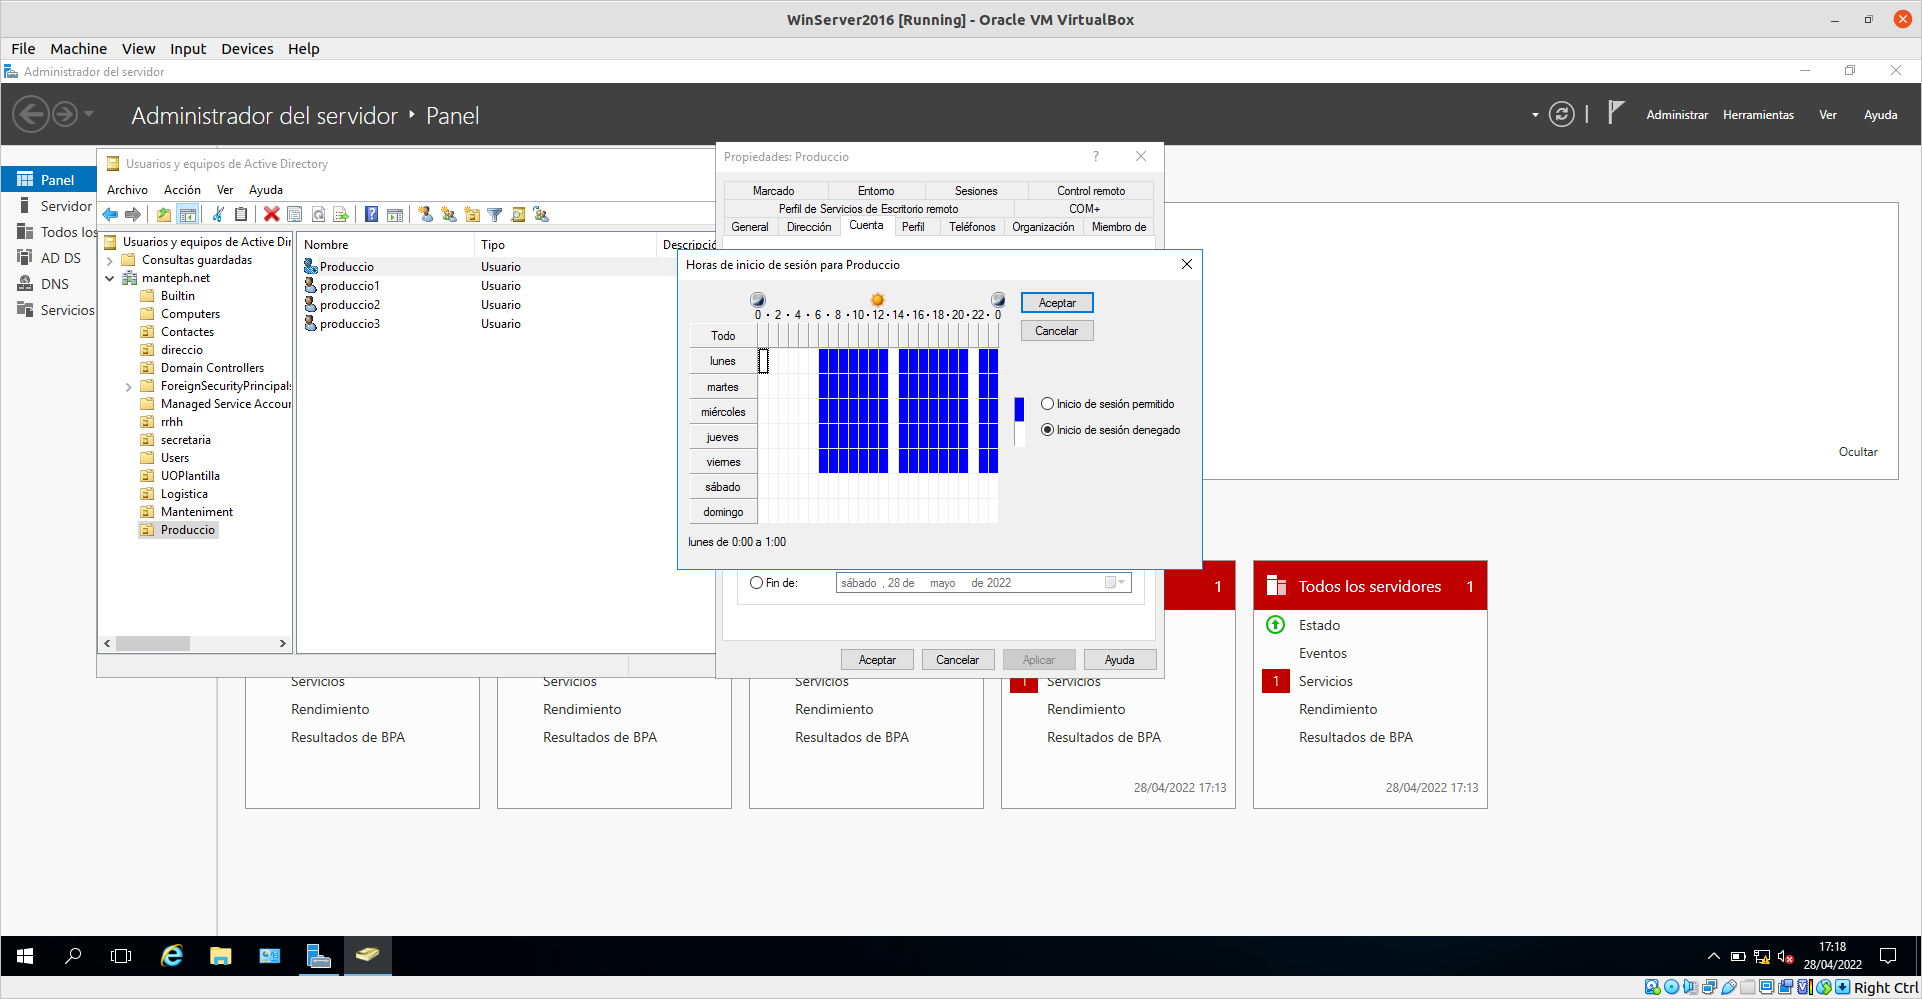 WinServer2016 [Running] - Oracle VM VirtualBox
File Machine View Input Devices Help
Administrador del servidor
Administrador del servidor ‣ Panel
Administrar Herramientas Ver Ayuda
Panel
Servidor
Todos los
AD DS
DNS
Servicios
Usuarios y equipos de Active Directory
Archivo Acción Ver Ayuda
Usuarios y equipos de Active Dir
Consultas guardadas
manteph.net
Builtin
Computers
Contactes
direccio
Domain Controllers
ForeignSecurityPrincipals
Managed Service Accour
rrhh
secretaria
Users
UOPlantilla
Logistica
Manteniment
Produccio
Nombre Tipo Descripció
Produccio Usuario
produccio1 Usuario
produccio2 Usuario
produccio3 Usuario
Propiedades: Produccio ?
Marcado Entorno Sesiones Control remoto
Perfil de Servicios de Escritorio remoto COM+
General Dirección Cuenta Perfil Teléfonos Organización Miembro de
Horas de inicio de sesión para Produccio
0 · 2 · 4 · 6 · 8 · 10 · 12 · 14 · 16 · 18 · 20 · 22 · 0
Todo
lunes
martes
miércoles
jueves
viernes
sábado
domingo
Aceptar
Cancelar
Inicio de sesión permitido
Inicio de sesión denegado
lunes de 0:00 a 1:00
Fin de: sábado , 28 de mayo de 2022
Aceptar Cancelar Aplicar Ayuda
Ocultar
Servicios
Rendimiento
Resultados de BPA
Servicios
Rendimiento
Resultados de BPA
Servicios
Rendimiento
Resultados de BPA
1
1 Servicios
Rendimiento
Resultados de BPA
28/04/2022 17:13
Todos los servidores 1
Estado
Eventos
1 Servicios
Rendimiento
Resultados de BPA
28/04/2022 17:13
17:18
28/04/2022
Right Ctrl